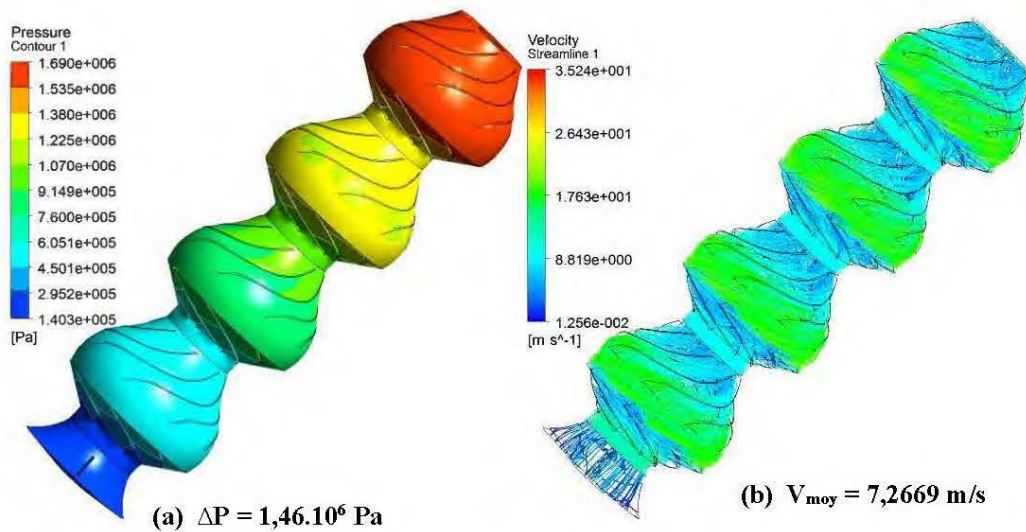 Pressure
Contour 1
1.690e+006
1.535e+006
1.380e+006
1.225e+006
1.070e+006
9.149e+005
7.600e+005
6.051e+005
4.501e+005
2.952e+005
1.403e+005
[Pa]
(a) ΔP = 1,46.10⁶ Pa
Velocity
Streamline 1
3.524e+001
2.643e+001
1.763e+001
8.819e+000
1.256e-002
[m s^-1]
(b) Vmoy = 7,2669 m/s